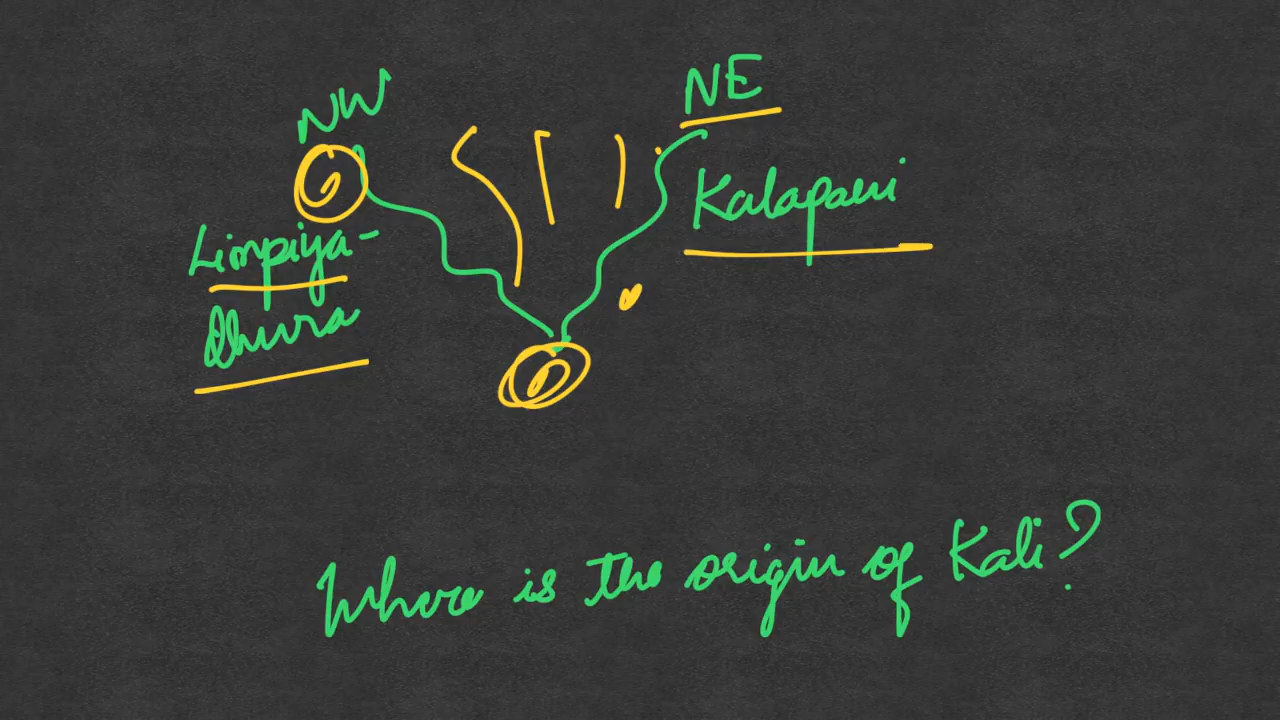 NW
NE
Kalapani
Limpiya-
Dhura
Where is the origin of Kali?